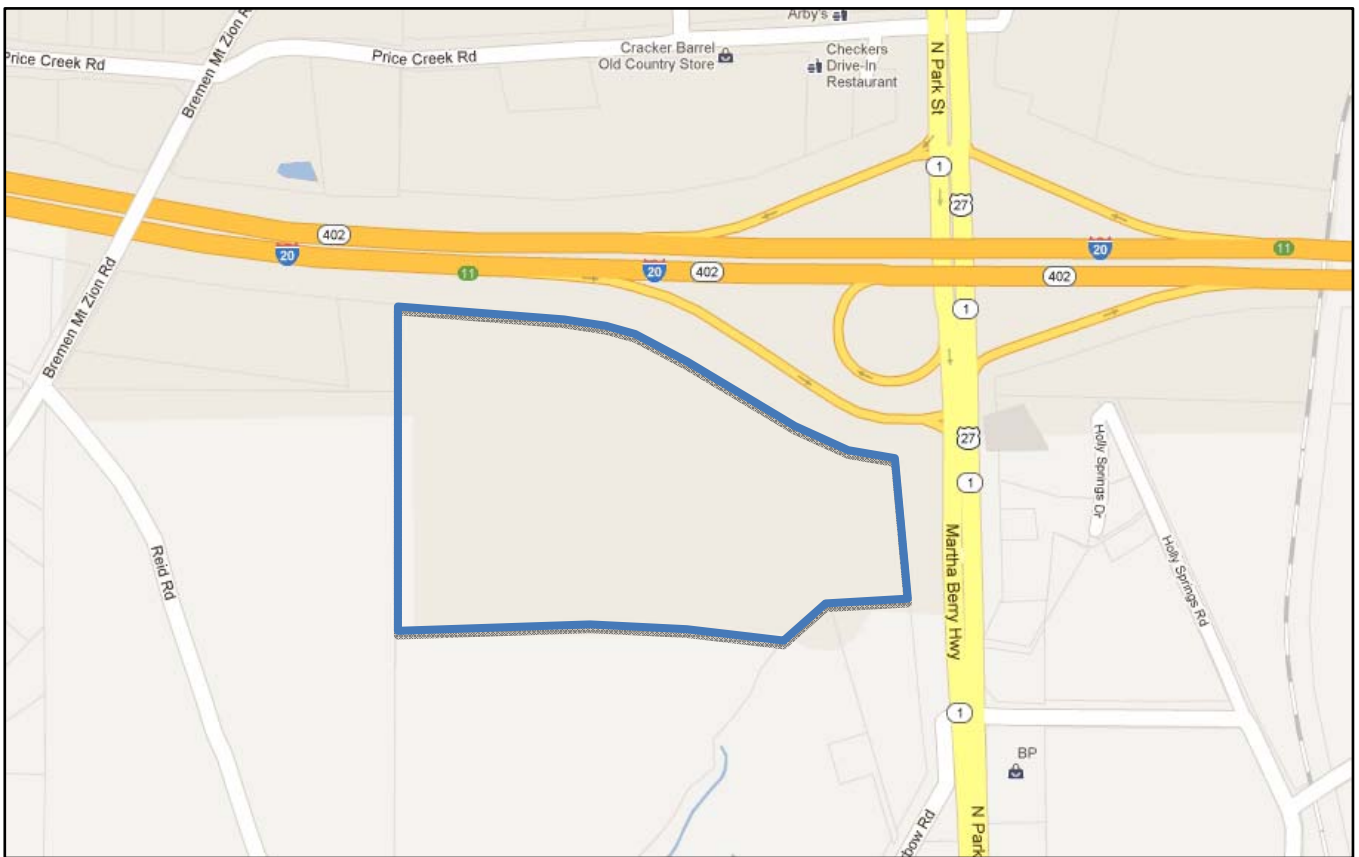 Arby's
Price Creek Rd
Price Creek Rd
Cracker Barrel
Old Country Store
Checkers
Drive-In
Restaurant
N Park St
Bremen Mt Zion R
1
27
402
20
11
20
402
20
11
402
1
Bremen Mt Zion Rd
27
1
Holly Springs Dr
Holly Springs Rd
Reid Rd
Martha Berry Hwy
1
BP
N Park
bow Rd